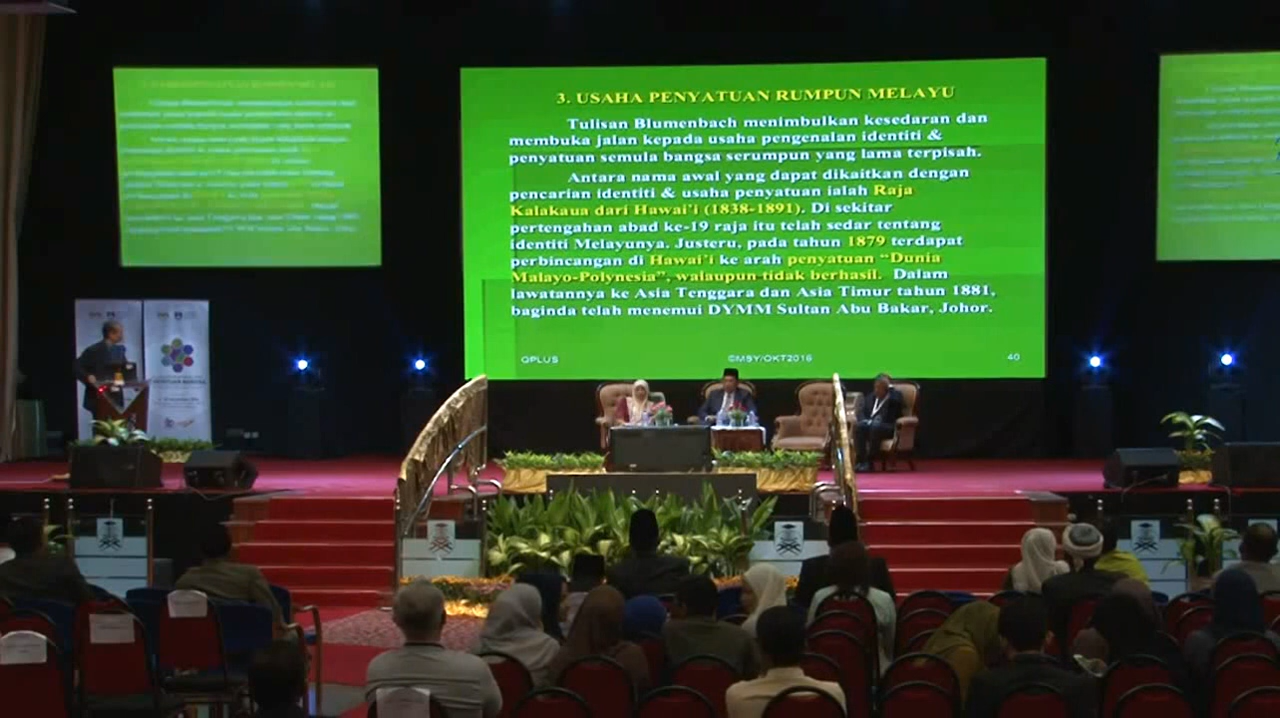 3. USAHA PENYATUAN RUMPUN MELAYU
Tulisan Blumenbach menimbulkan kesedaran dan
membuka jalan kepada usaha pengenalan identiti &
penyatuan semula bangsa serumpun yang lama terpisah.
Antara nama awal yang dapat dikaitkan dengan
pencarian identiti & usaha penyatuan ialah Raja
Kalakaua dari Hawai'i (1838-1891). Di sekitar
pertengahan abad ke-19 raja itu telah sedar tentang
identiti Melayunya. Justeru, pada tahun 1879 terdapat
perbincangan di Hawai'i ke arah penyatuan "Dunia
Malayo-Polynesia", walaupun tidak berhasil. Dalam
lawatannya ke Asia Tenggara dan Asia Timur tahun 1881,
baginda telah menemui DYMM Sultan Abu Bakar, Johor.
QPLUS ©MSY/OKT2016 40